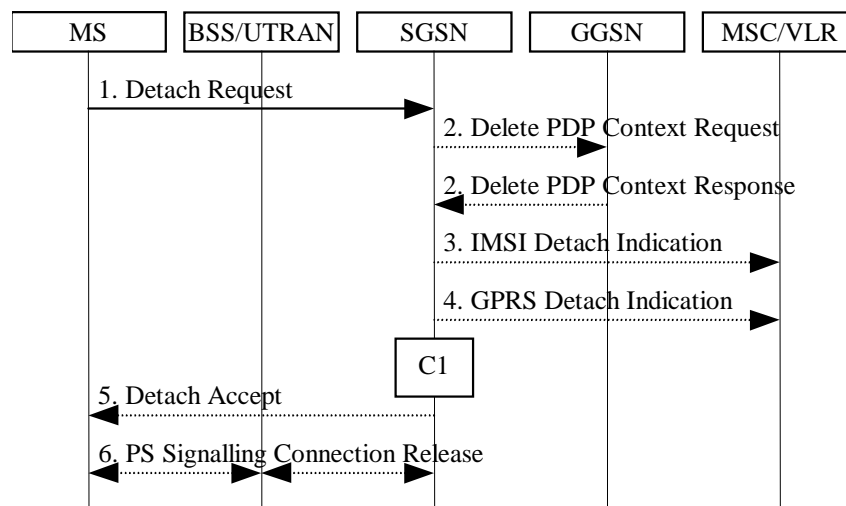 MS BSS/UTRAN SGSN GGSN MSC/VLR
1. Detach Request
2. Delete PDP Context Request
2. Delete PDP Context Response
3. IMSI Detach Indication
4. GPRS Detach Indication
C1
5. Detach Accept
6. PS Signalling Connection Release